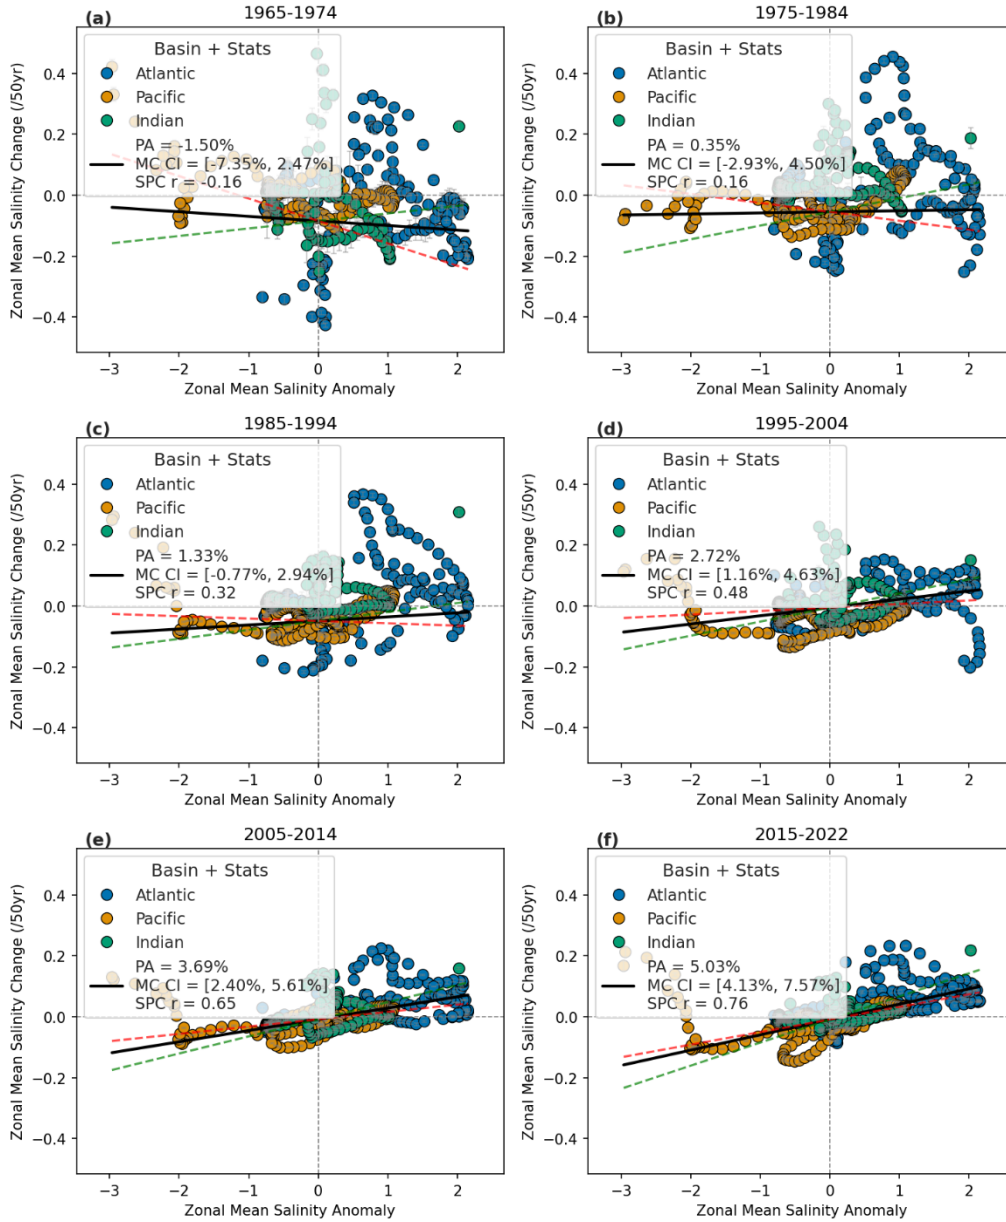 (a)
1965-1974
Zonal Mean Salinity Change (/50yr)
0.4
0.2
0.0
−0.2
−0.4
Basin + Stats
Atlantic
Pacific
Indian
PA = -1.50%
MC CI = [-7.35%, 2.47%]
SPC r = -0.16
−3 −2 −1 0 1 2
Zonal Mean Salinity Anomaly
(b)
1975-1984
Zonal Mean Salinity Change (/50yr)
0.4
0.2
0.0
−0.2
−0.4
Basin + Stats
Atlantic
Pacific
Indian
PA = 0.35%
MC CI = [-2.93%, 4.50%]
SPC r = 0.16
−3 −2 −1 0 1 2
Zonal Mean Salinity Anomaly
(c)
1985-1994
Zonal Mean Salinity Change (/50yr)
0.4
0.2
0.0
−0.2
−0.4
Basin + Stats
Atlantic
Pacific
Indian
PA = 1.33%
MC CI = [-0.77%, 2.94%]
SPC r = 0.32
−3 −2 −1 0 1 2
Zonal Mean Salinity Anomaly
(d)
1995-2004
Zonal Mean Salinity Change (/50yr)
0.4
0.2
0.0
−0.2
−0.4
Basin + Stats
Atlantic
Pacific
Indian
PA = 2.72%
MC CI = [1.16%, 4.63%]
SPC r = 0.48
−3 −2 −1 0 1 2
Zonal Mean Salinity Anomaly
(e)
2005-2014
Zonal Mean Salinity Change (/50yr)
0.4
0.2
0.0
−0.2
−0.4
Basin + Stats
Atlantic
Pacific
Indian
PA = 3.69%
MC CI = [2.40%, 5.61%]
SPC r = 0.65
−3 −2 −1 0 1 2
Zonal Mean Salinity Anomaly
(f)
2015-2022
Zonal Mean Salinity Change (/50yr)
0.4
0.2
0.0
−0.2
−0.4
Basin + Stats
Atlantic
Pacific
Indian
PA = 5.03%
MC CI = [4.13%, 7.57%]
SPC r = 0.76
−3 −2 −1 0 1 2
Zonal Mean Salinity Anomaly